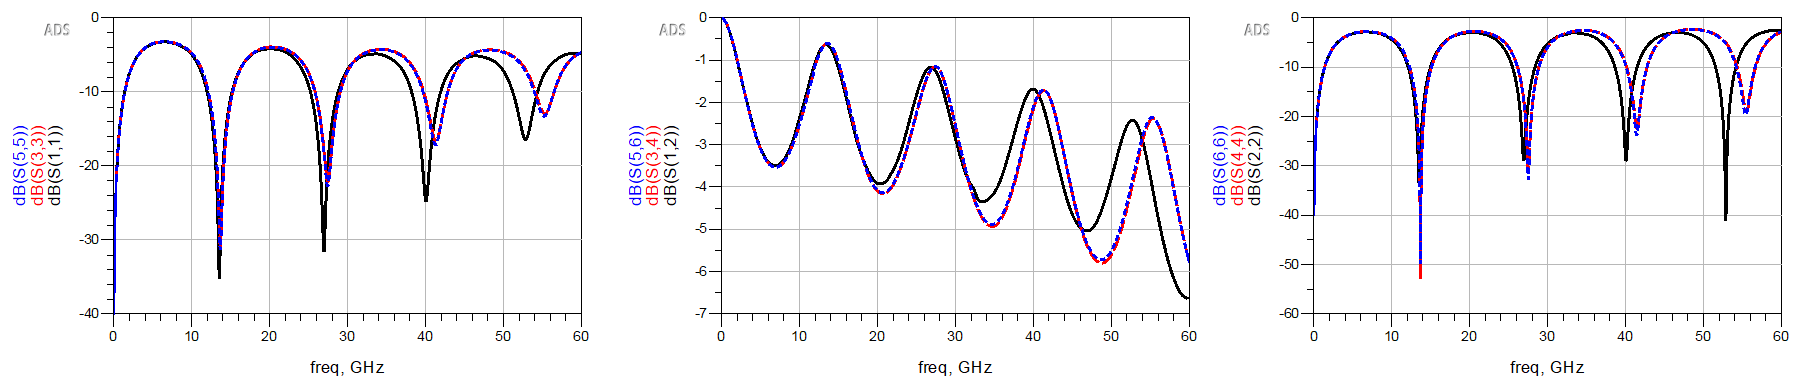 ADS
0
-10
-20
-30
-40
dB(S(5,5))
dB(S(3,3))
dB(S(1,1))
0 10 20 30 40 50 60
freq, GHz
ADS
0
-1
-2
-3
-4
-5
-6
-7
dB(S(5,6))
dB(S(3,4))
dB(S(1,2))
0 10 20 30 40 50 60
freq, GHz
ADS
0
-10
-20
-30
-40
-50
-60
dB(S(6,6))
dB(S(4,4))
dB(S(2,2))
0 10 20 30 40 50 60
freq, GHz